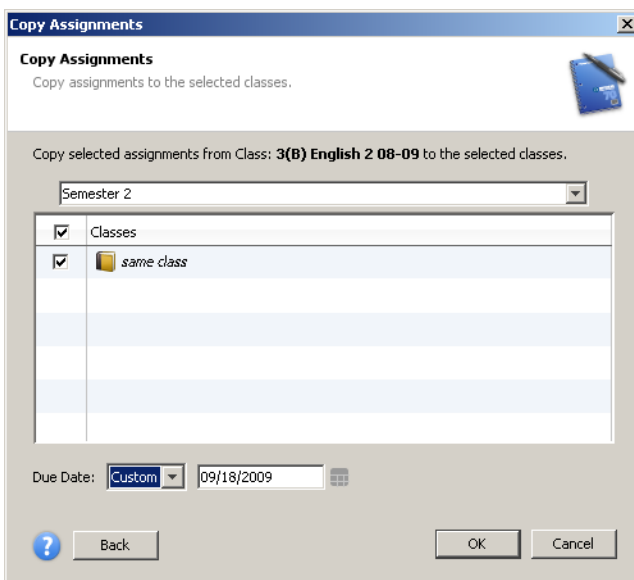 Copy Assignments
Copy Assignments
Copy assignments to the selected classes.
Copy selected assignments from Class: 3(B) English 2 08-09 to the selected classes.
Semester 2
Classes
same class
Due Date: Custom 09/18/2009
? Back OK Cancel